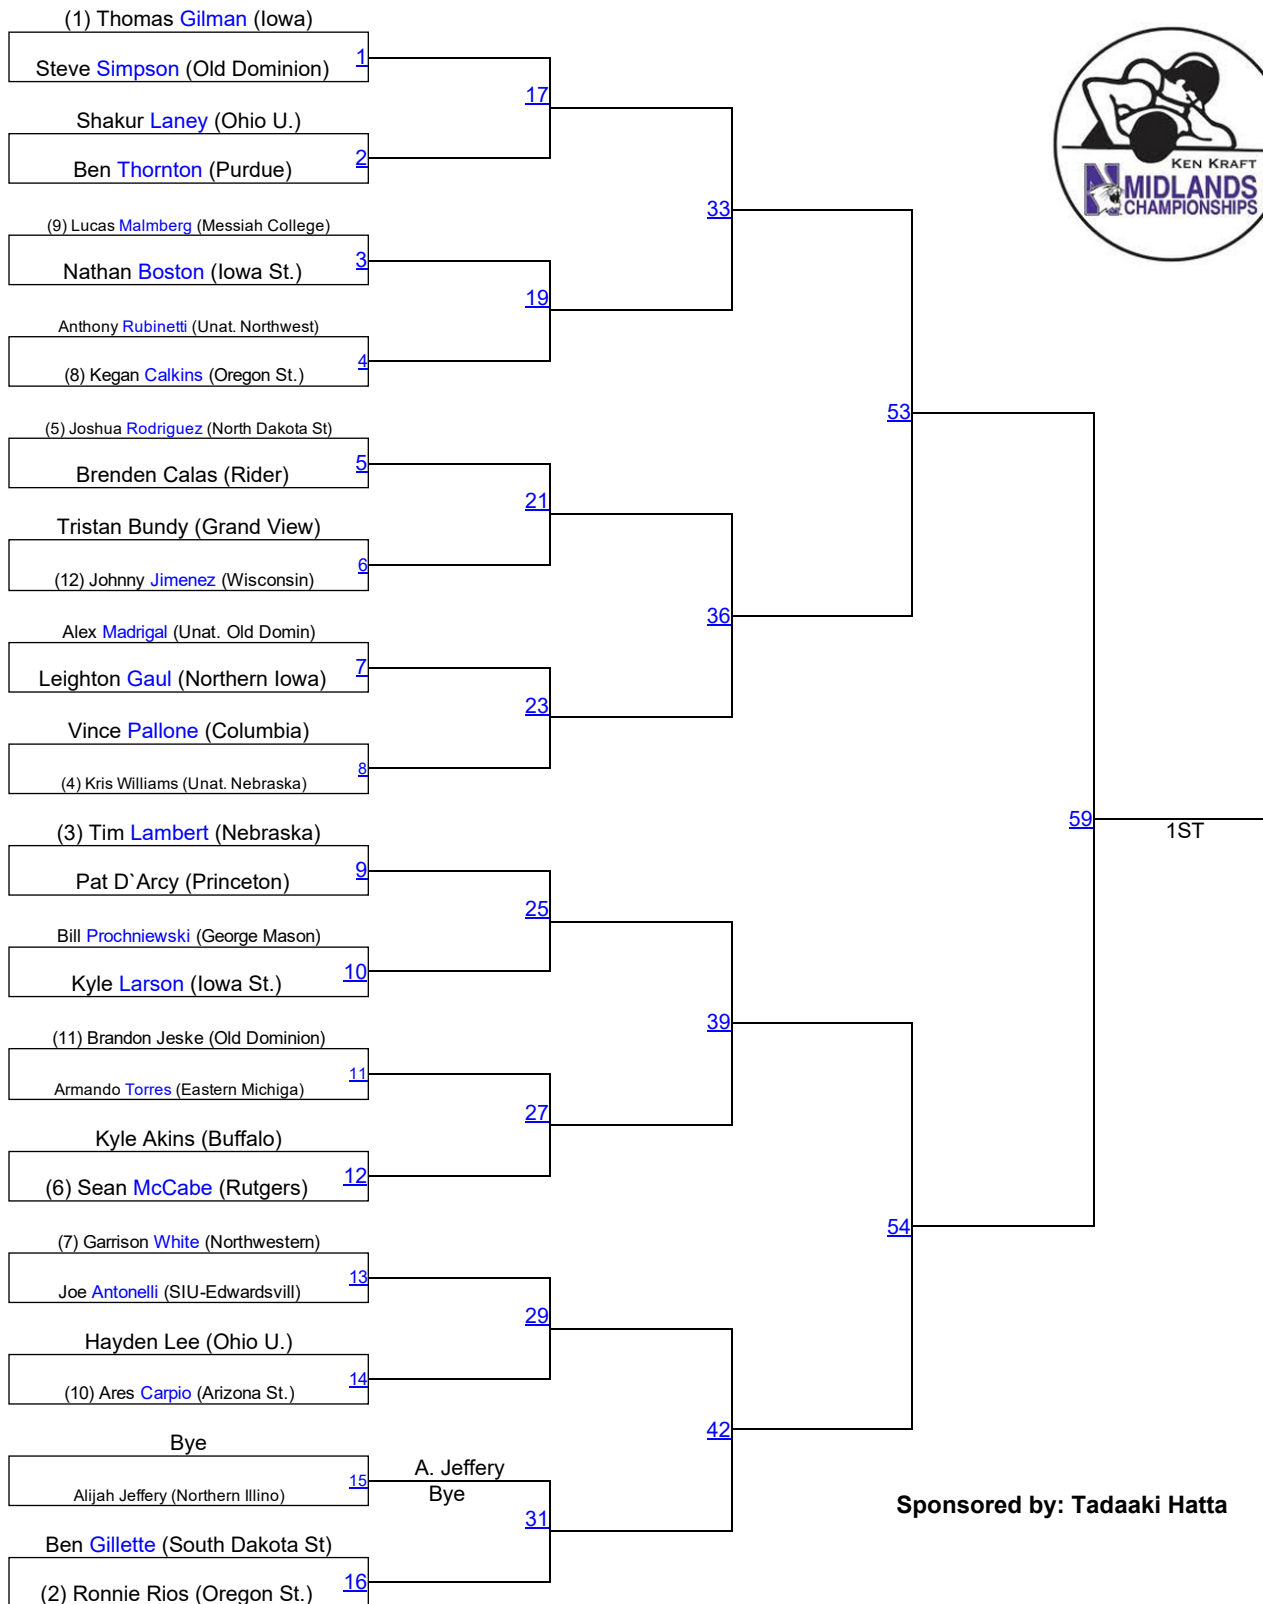 (1) Thomas Gilman (Iowa)
1
Steve Simpson (Old Dominion)
17
Shakur Laney (Ohio U.)
2
Ben Thornton (Purdue)
KEN KRAFT
N MIDLANDS
CHAMPIONSHIPS
33
(9) Lucas Malmberg (Messiah College)
3
Nathan Boston (Iowa St.)
19
Anthony Rubinetti (Unat. Northwest)
4
(8) Kegan Calkins (Oregon St.)
53
(5) Joshua Rodriguez (North Dakota St)
5
Brenden Calas (Rider)
21
Tristan Bundy (Grand View)
6
(12) Johnny Jimenez (Wisconsin)
36
Alex Madrigal (Unat. Old Domin)
7
Leighton Gaul (Northern Iowa)
23
Vince Pallone (Columbia)
8
(4) Kris Williams (Unat. Nebraska)
59
1ST
(3) Tim Lambert (Nebraska)
9
Pat D`Arcy (Princeton)
25
Bill Prochniewski (George Mason)
10
Kyle Larson (Iowa St.)
39
(11) Brandon Jeske (Old Dominion)
11
Armando Torres (Eastern Michiga)
27
Kyle Akins (Buffalo)
12
(6) Sean McCabe (Rutgers)
54
(7) Garrison White (Northwestern)
13
Joe Antonelli (SIU-Edwardsvill)
29
Hayden Lee (Ohio U.)
14
(10) Ares Carpio (Arizona St.)
42
Bye
15
Alijah Jeffery (Northern Illino)
A. Jeffery
Bye
31
Sponsored by: Tadaaki Hatta
Ben Gillette (South Dakota St)
16
(2) Ronnie Rios (Oregon St.)